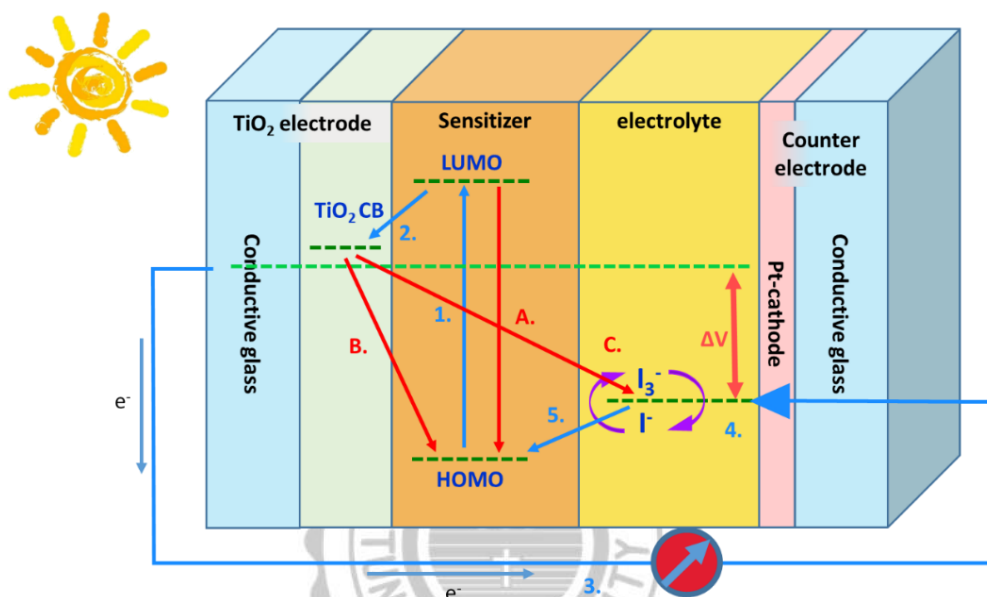 TiO₂ electrode
Sensitizer
electrolyte
Counter
electrode
LUMO
TiO₂ CB
2.
Conductive glass
1.
A.
B.
C.
ΔV
Pt-cathode
Conductive glass
I₃⁻
I⁻
5.
4.
HOMO
e⁻
e⁻
3.